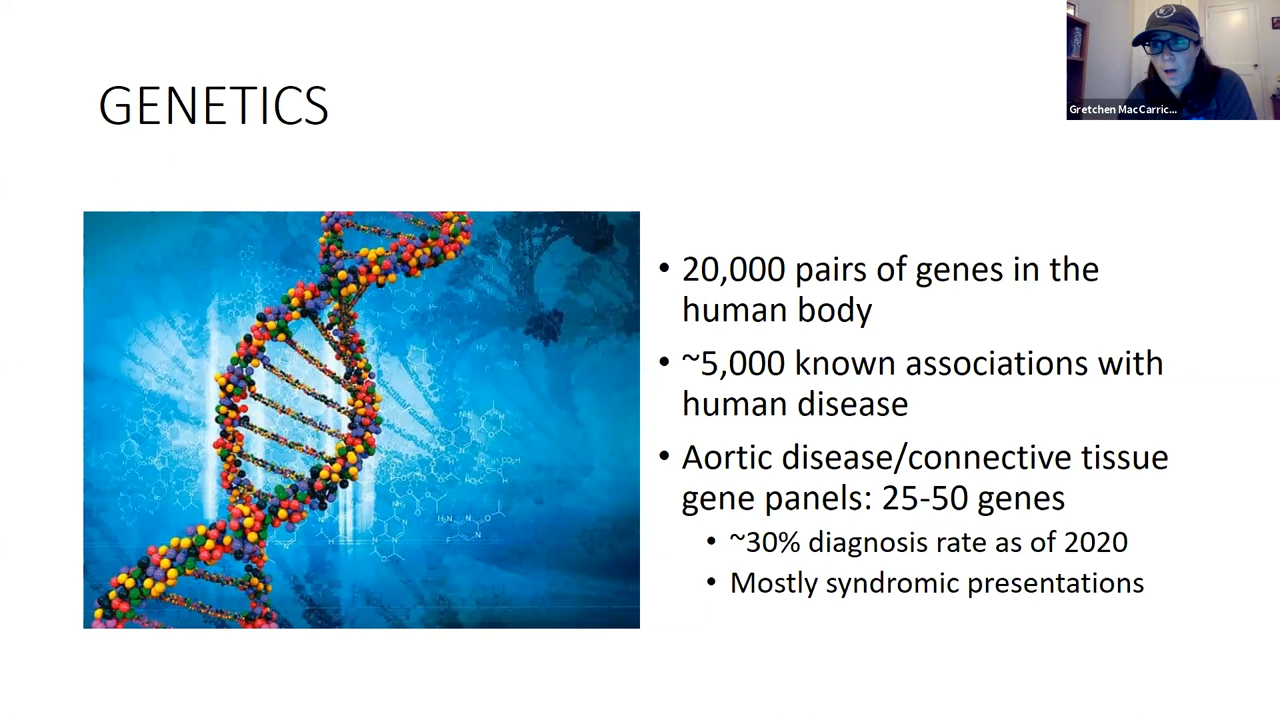 GENETICS
Gretchen MacCarric...
• 20,000 pairs of genes in the
human body
• ~5,000 known associations with
human disease
• Aortic disease/connective tissue
gene panels: 25-50 genes
• ~30% diagnosis rate as of 2020
• Mostly syndromic presentations